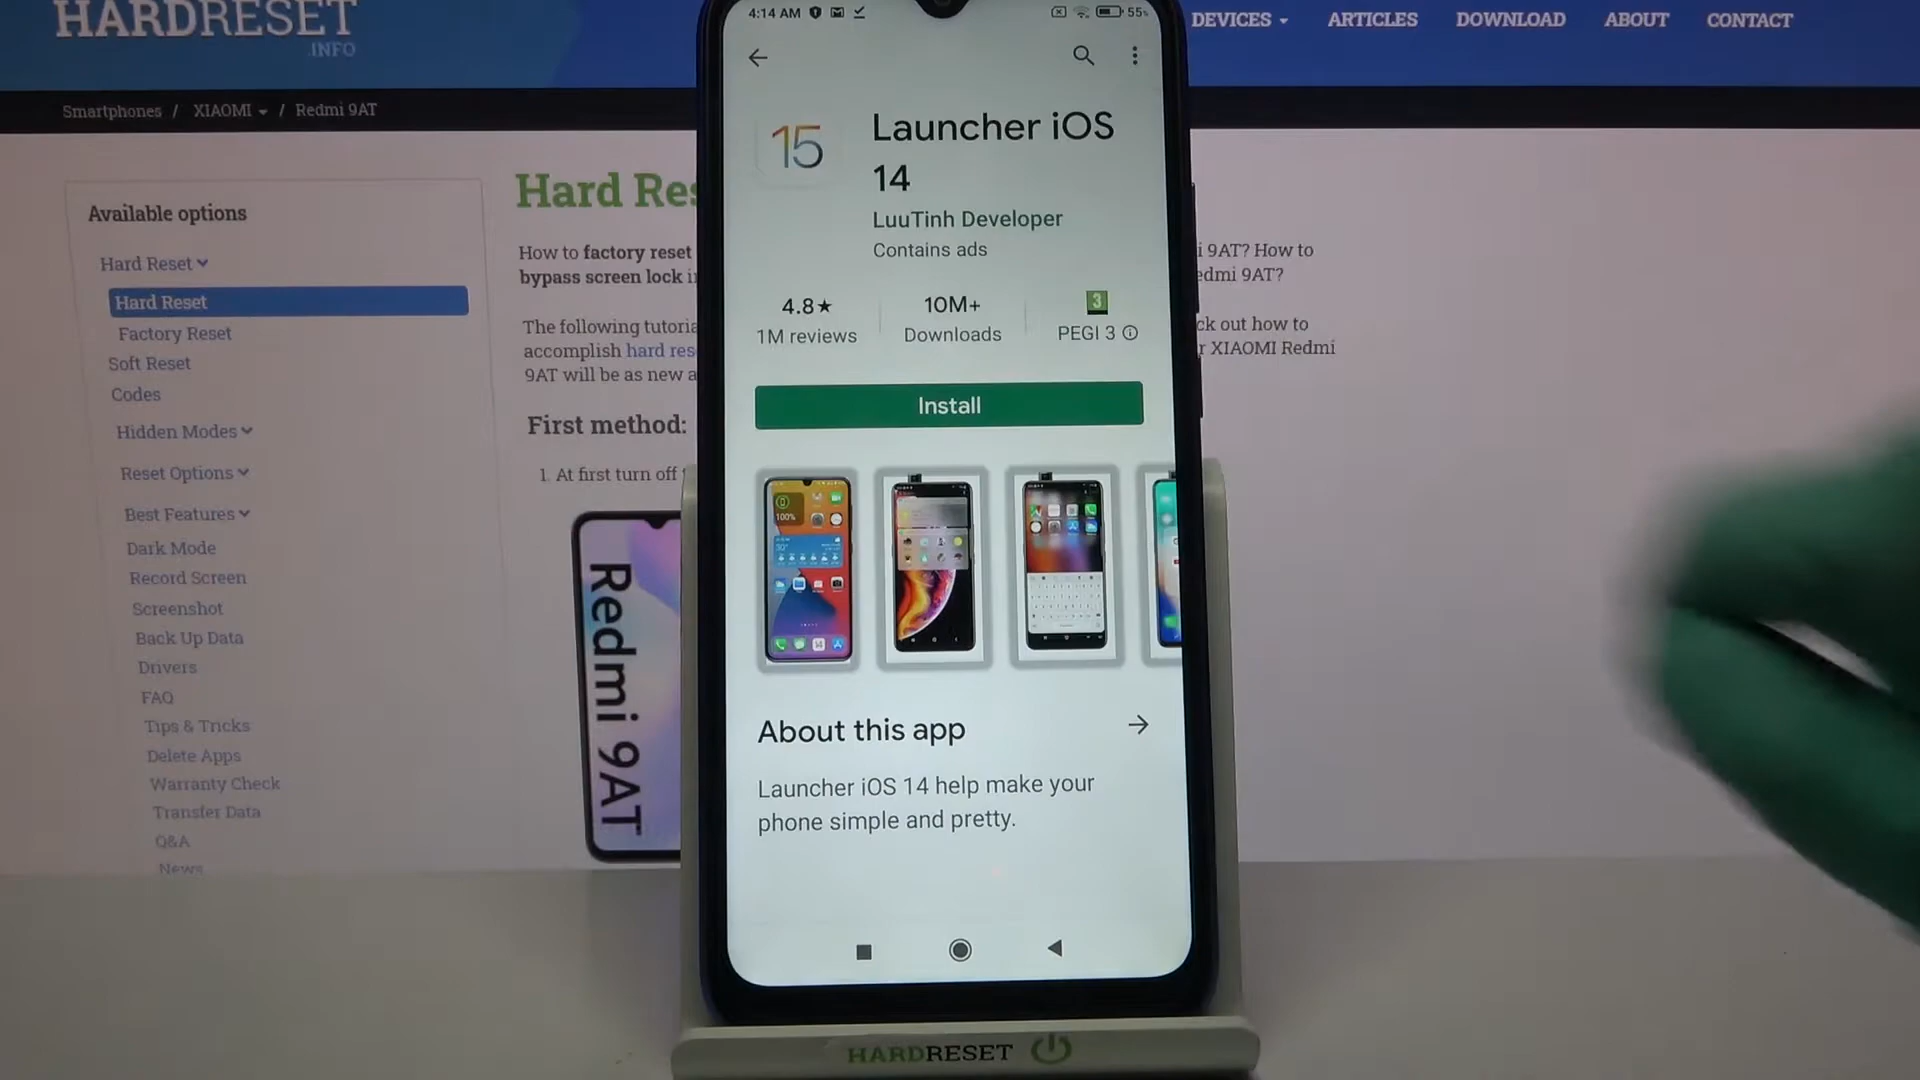 HARDRESET
.INFO
DEVICES
ARTICLES
DOWNLOAD
ABOUT
CONTACT
Smartphones / XIAOMI / Redmi 9AT
Available options
Hard Reset
Hard Reset
Factory Reset
Soft Reset
Codes
Hidden Modes
Reset Options
Best Features
Dark Mode
Record Screen
Screenshot
Back Up Data
Drivers
FAQ
Tips & Tricks
Delete Apps
Warranty Check
Transfer Data
Q&A
News
Hard Res
How to factory reset
bypass screen lock
The following tutoria
accomplish hard res
9AT will be as new a
First method:
1. At first turn off
Redmi 9AT
i 9AT? How to
edmi 9AT?
ck out how to
r XIAOMI Redmi
4:14 AM
55%
15
Launcher iOS
14
LuuTinh Developer
Contains ads
4.8★
1M reviews
10M+
Downloads
3
PEGI 3
Install
100%
About this app
Launcher iOS 14 help make your
phone simple and pretty.
HARDRESET